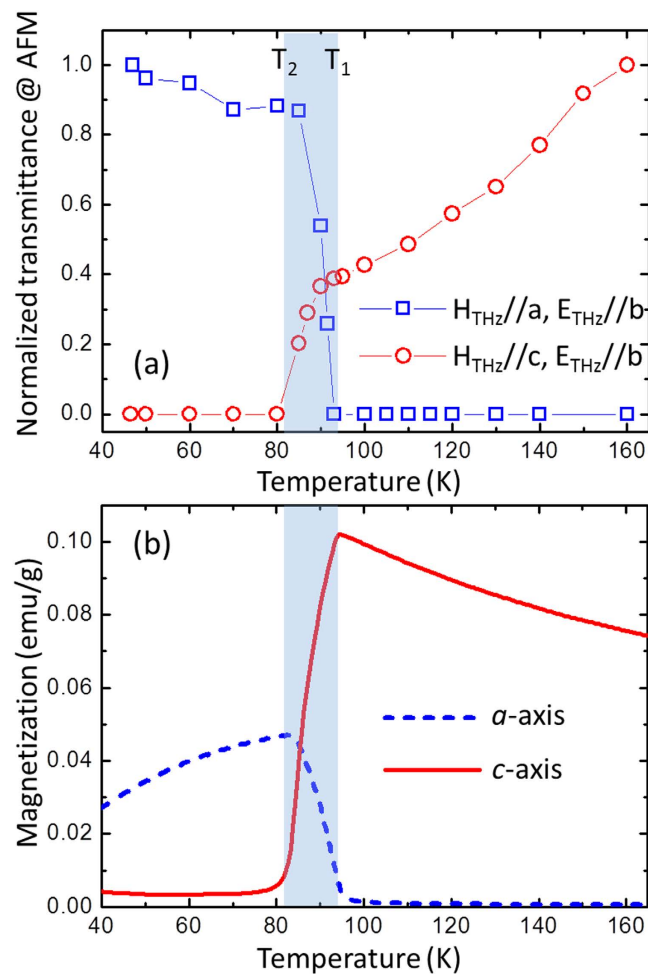 T2 T1
1.0
0.8
0.6
0.4
0.2
0.0
Normalized transmittance @ AFM
HTHz//a, ETHz//b
HTHz//c, ETHz//b
(a)
40 60 80 100 120 140 160
Temperature (K)
(b)
0.10
0.08
0.06
0.04
0.02
0.00
Magnetization (emu/g)
a-axis
c-axis
40 60 80 100 120 140 160
Temperature (K)